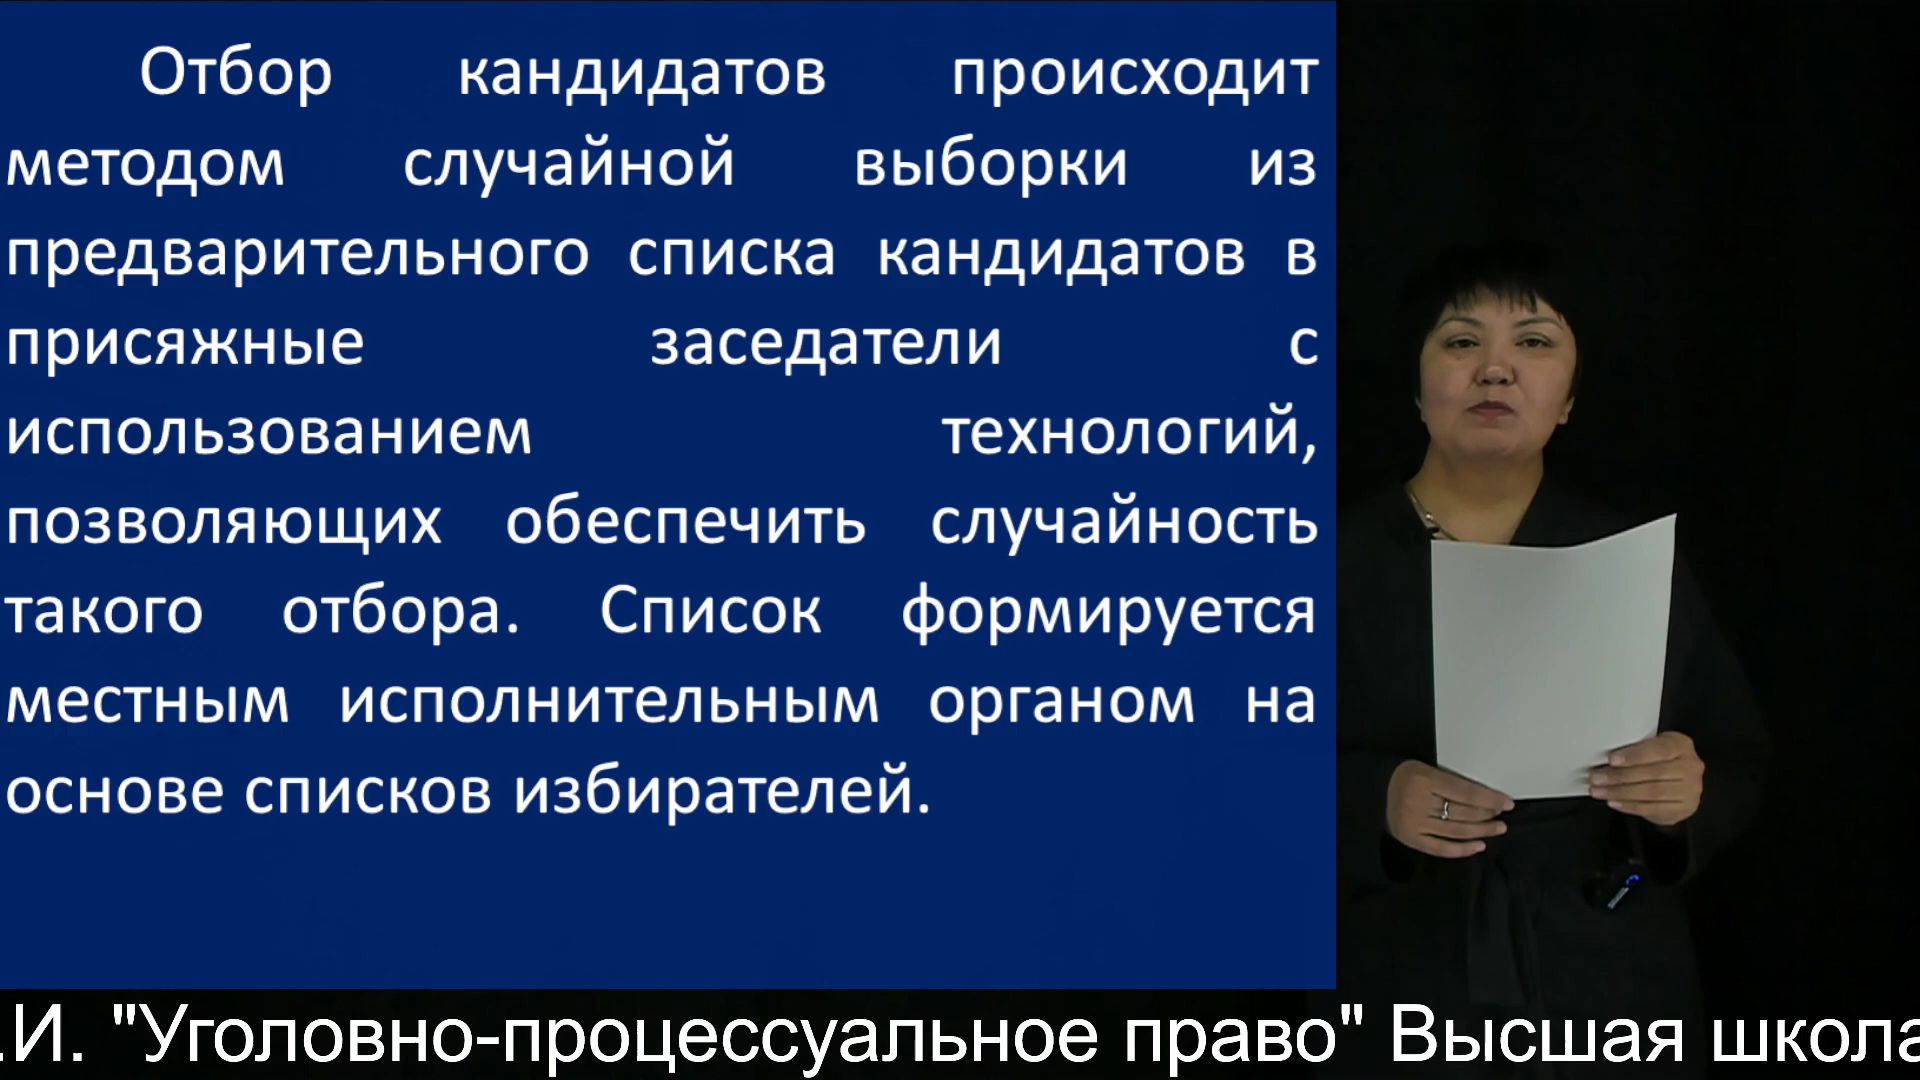 Отбор кандидатов происходит
методом случайной выборки из
предварительного списка кандидатов в
присяжные заседатели с
использованием технологий,
позволяющих обеспечить случайность
такого отбора. Список формируется
местным исполнительным органом на
основе списков избирателей.
.И. "Уголовно-процессуальное право" Высшая школа